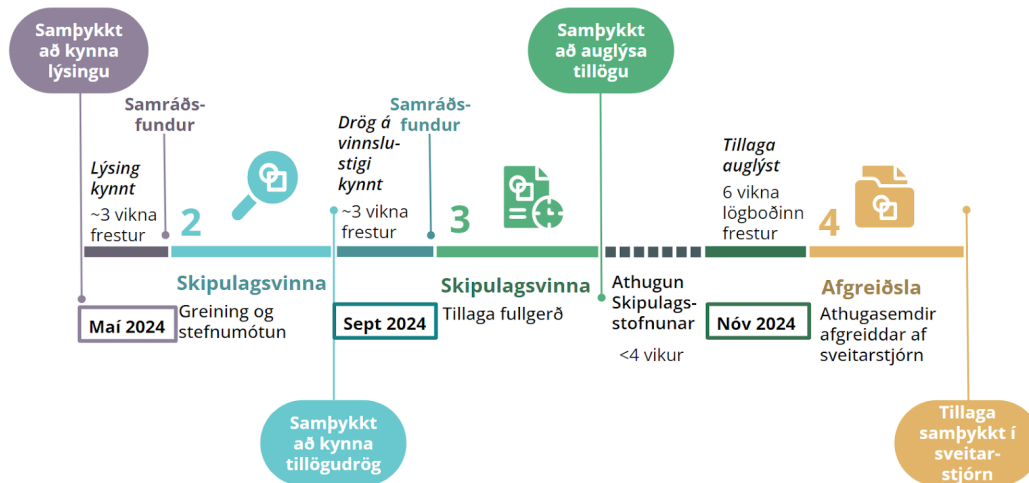 Samþykkt
að kynna
lýsingu
Samráðs-
fundur
Lýsing
kynnt
~3 vikna
frestur
Maí 2024
2
Skipulagsvinna
Greining og
stefnumótun
Samþykkt
að kynna
tillögudrög
Drög á
vinnslu-
stigi
kynnt
~3 vikna
frestur
Sept 2024
Samráðs-
fundur
3
Skipulagsvinna
Tillaga fullgerð
Samþykkt
að auglýsa
tillögu
Athugun
Skipulags-
stofnunar
<4 vikur
Tillaga
auglýst
6 vikna
lögboðinn
frestur
Nóv 2024
4
Afgreiðsla
Athugasemdir
afgreiddar af
sveitarstjórn
Tillaga
samþykkt í
sveitar-
stjórn